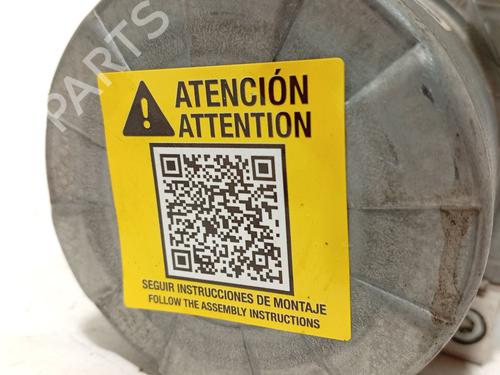 PARTS
ATENCIÓN
ATTENTION
SEGUIR INSTRUCCIONES DE MONTAJE
FOLLOW THE ASSEMBLY INSTRUCTIONS